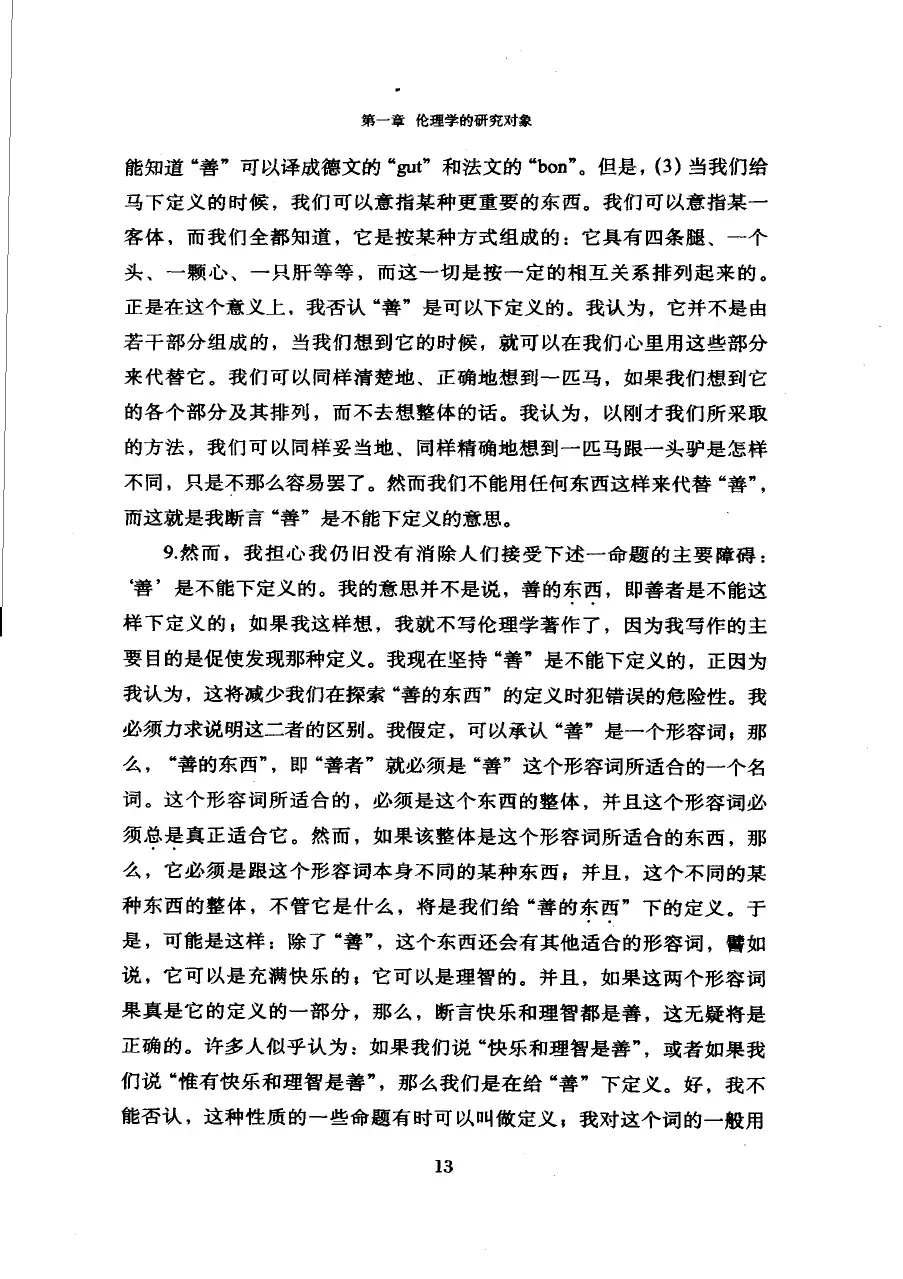 第一章 伦理学的研究对象
能知道“善”可以译成德文的“gut”和法文的“bon”。但是，(3) 当我们给
马下定义的时候，我们可以意指某种更重要的东西。我们可以意指某一
客体，而我们全都知道，它是按某种方式组成的：它具有四条腿、一个
头、一颗心、一只肝等等，而这一切是按一定的相互关系排列起来的。
正是在这个意义上，我否认“善”是可以下定义的。我认为，它并不是由
若干部分组成的，当我们想到它的时候，就可以在我们心里用这些部分
来代替它。我们可以同样清楚地、正确地想到一匹马，如果我们想到它
的各个部分及其排列，而不去想整体的话。我认为，以刚才我们所采取
的方法，我们可以同样妥当地、同样精确地想到一匹马跟一头驴是怎样
不同，只是不那么容易罢了。然而我们不能用任何东西这样来代替“善”，
而这就是我断言“善”是不能下定义的意思。
9.然而，我担心我仍旧没有消除人们接受下述一命题的主要障碍：
‘善’是不能下定义的。我的意思并不是说，善的东西，即善者是不能这
样下定义的；如果我这样想，我就不写伦理学著作了，因为我写作的主
要目的是促使发现那种定义。我现在坚持“善”是不能下定义的，正因为
我认为，这将减少我们在探索“善的东西”的定义时犯错误的危险性。我
必须力求说明这二者的区别。我假定，可以承认“善”是一个形容词；那
么，“善的东西”，即“善者”就必须是“善”这个形容词所适合的一个名
词。这个形容词所适合的，必须是这个东西的整体，并且这个形容词必
须总是真正适合它。然而，如果该整体是这个形容词所适合的东西，那
么，它必须是跟这个形容词本身不同的某种东西；并且，这个不同的某
种东西的整体，不管它是什么，将是我们给“善的东西”下的定义。于
是，可能是这样：除了“善”，这个东西还会有其他适合的形容词，譬如
说，它可以是充满快乐的；它可以是理智的。并且，如果这两个形容词
果真是它的定义的一部分，那么，断言快乐和理智都是善，这无疑将是
正确的。许多人似乎认为：如果我们说“快乐和理智是善”，或者如果我
们说“惟有快乐和理智是善”，那么我们是在给“善”下定义。好，我不
能否认，这种性质的一些命题有时可以叫做定义；我对这个词的一般用
13